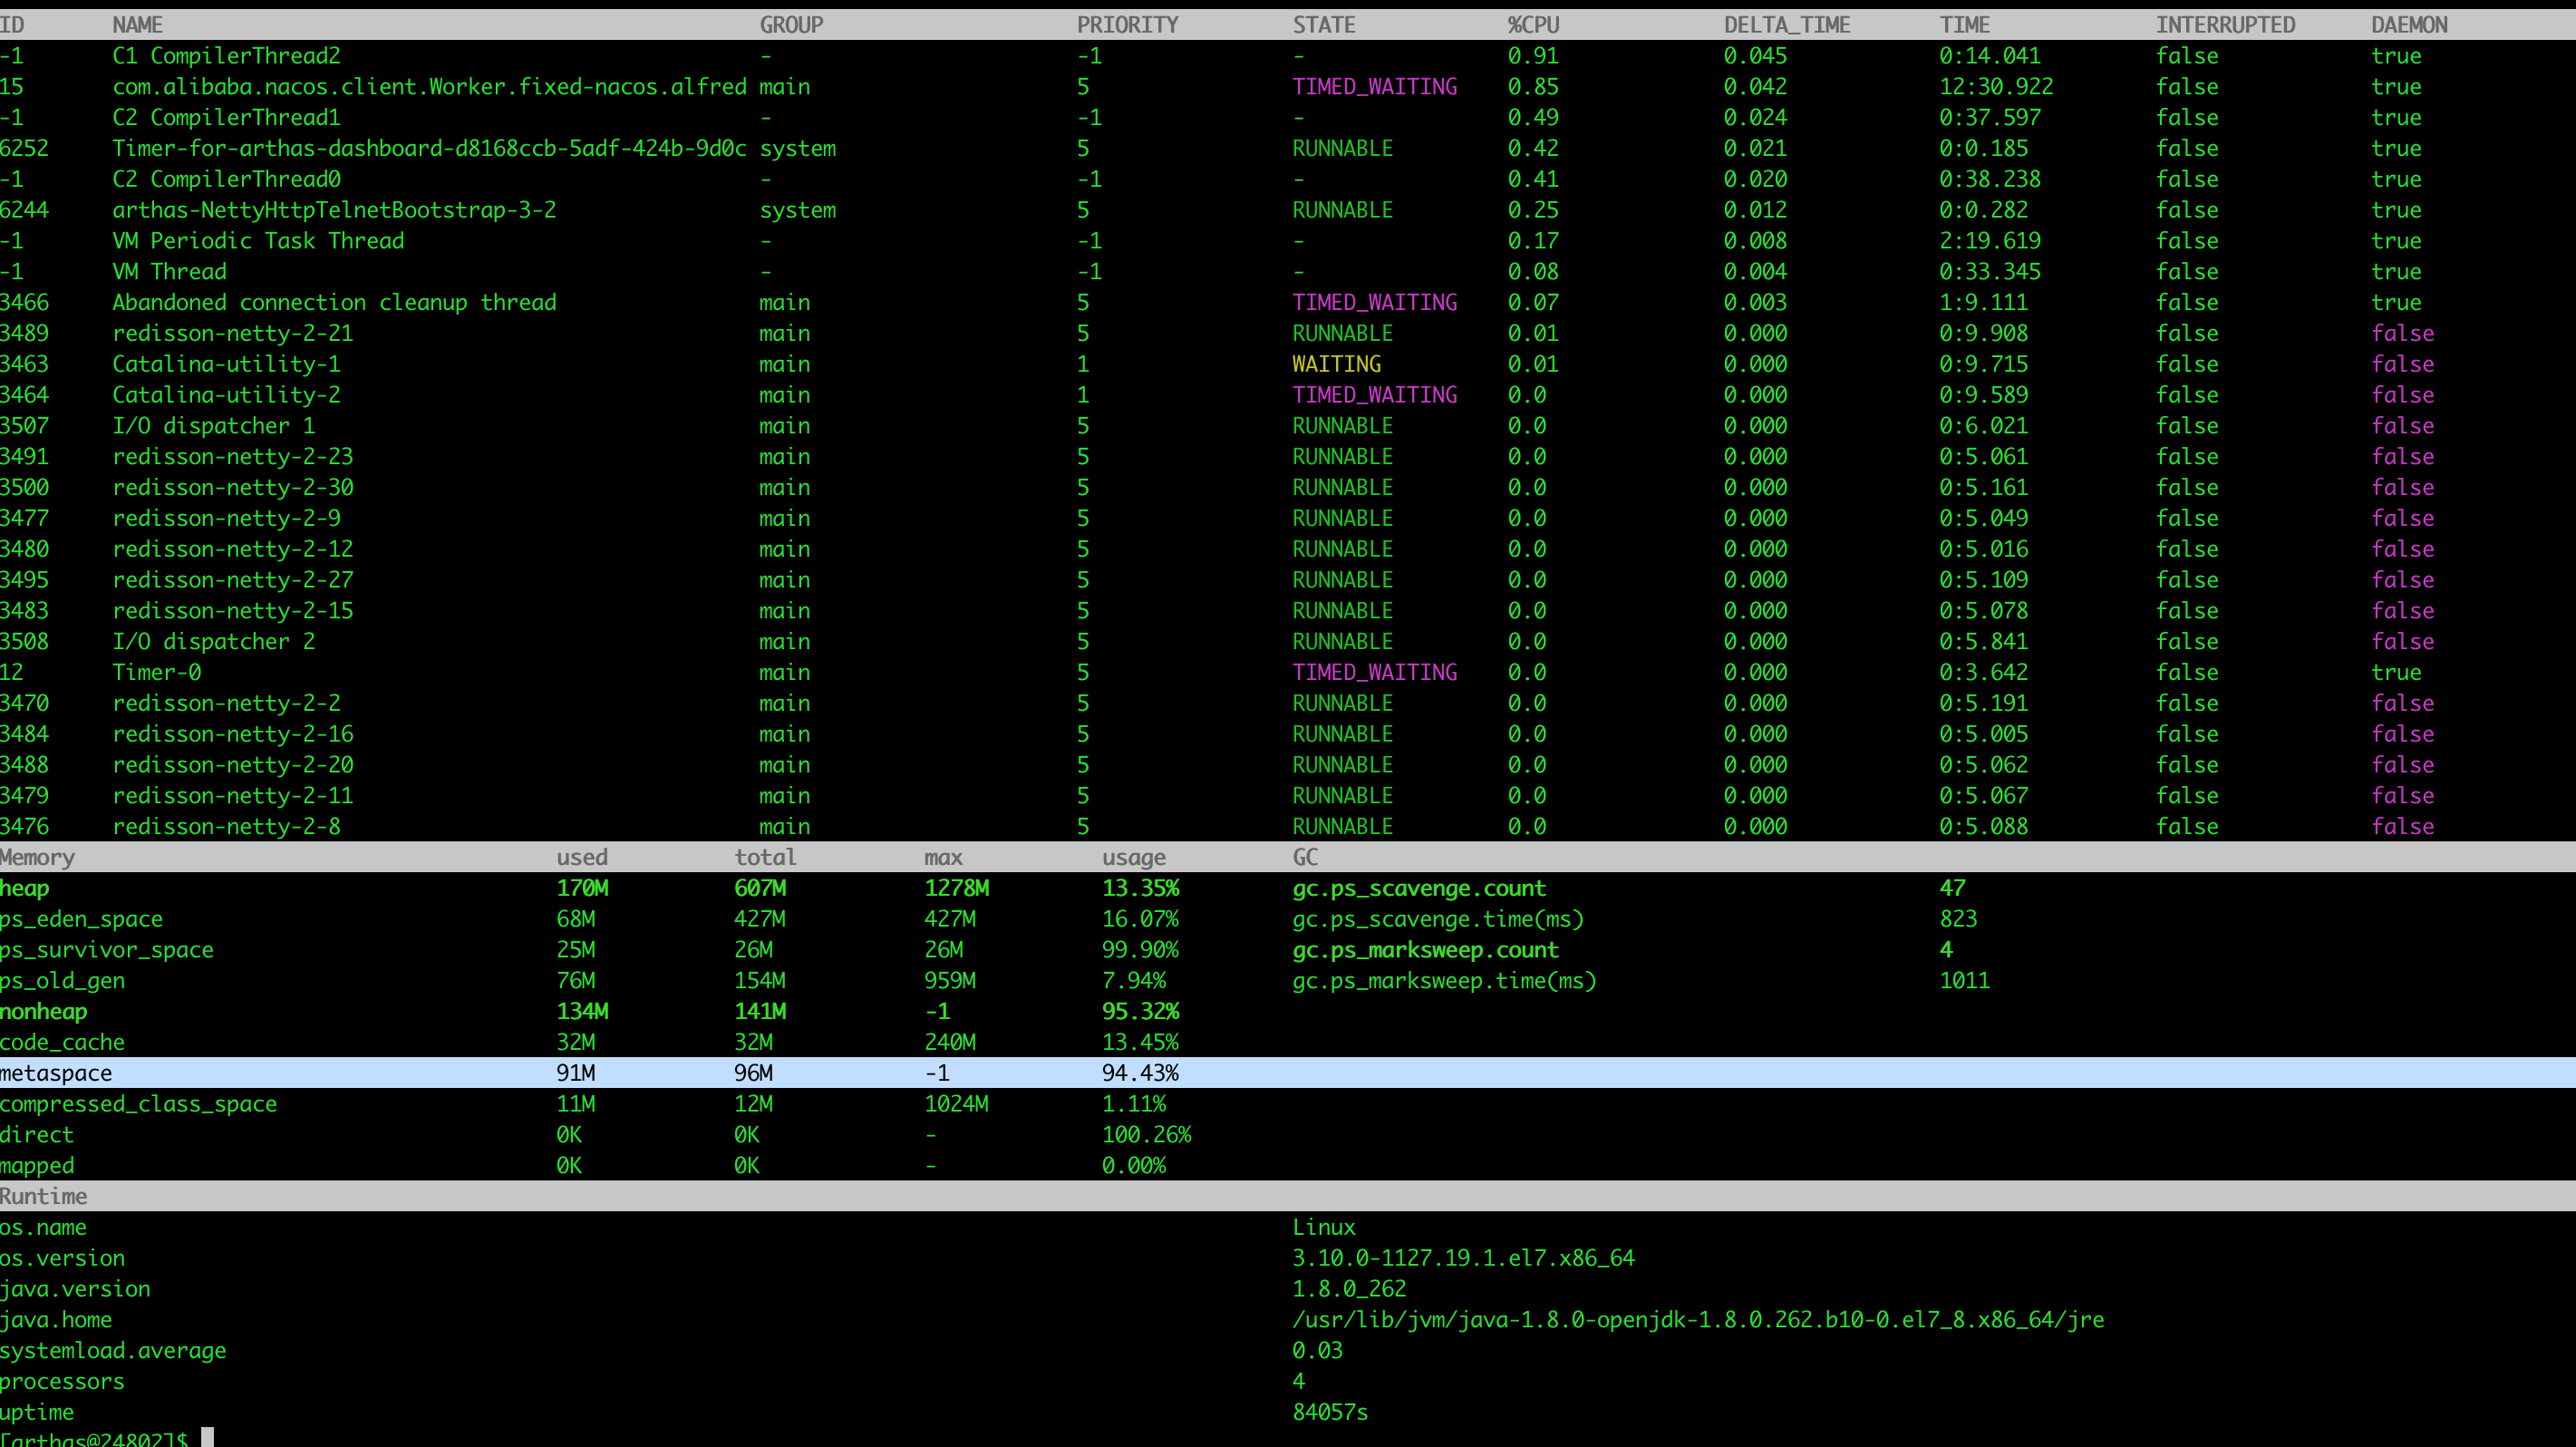 ID NAME GROUP PRIORITY STATE %CPU DELTA_TIME TIME INTERRUPTED DAEMON
-1 C1 CompilerThread2 - -1 - 0.91 0.045 0:14.041 false true
15 com.alibaba.nacos.client.Worker.fixed-nacos.alfred main 5 TIMED_WAITING 0.85 0.042 12:30.922 false true
-1 C2 CompilerThread1 - -1 - 0.49 0.024 0:37.597 false true
6252 Timer-for-arthas-dashboard-d8168ccb-5adf-424b-9d0c system 5 RUNNABLE 0.42 0.021 0:0.185 false true
-1 C2 CompilerThread0 - -1 - 0.41 0.020 0:38.238 false true
6244 arthas-NettyHttpTelnetBootstrap-3-2 system 5 RUNNABLE 0.25 0.012 0:0.282 false true
-1 VM Periodic Task Thread - -1 - 0.17 0.008 2:19.619 false true
-1 VM Thread - -1 - 0.08 0.004 0:33.345 false true
3466 Abandoned connection cleanup thread main 5 TIMED_WAITING 0.07 0.003 1:9.111 false true
3489 redisson-netty-2-21 main 5 RUNNABLE 0.01 0.000 0:9.908 false false
3463 Catalina-utility-1 main 1 WAITING 0.01 0.000 0:9.715 false false
3464 Catalina-utility-2 main 1 TIMED_WAITING 0.0 0.000 0:9.589 false false
3507 I/O dispatcher 1 main 5 RUNNABLE 0.0 0.000 0:6.021 false false
3491 redisson-netty-2-23 main 5 RUNNABLE 0.0 0.000 0:5.061 false false
3500 redisson-netty-2-30 main 5 RUNNABLE 0.0 0.000 0:5.161 false false
3477 redisson-netty-2-9 main 5 RUNNABLE 0.0 0.000 0:5.049 false false
3480 redisson-netty-2-12 main 5 RUNNABLE 0.0 0.000 0:5.016 false false
3495 redisson-netty-2-27 main 5 RUNNABLE 0.0 0.000 0:5.109 false false
3483 redisson-netty-2-15 main 5 RUNNABLE 0.0 0.000 0:5.078 false false
3508 I/O dispatcher 2 main 5 RUNNABLE 0.0 0.000 0:5.841 false false
12 Timer-0 main 5 TIMED_WAITING 0.0 0.000 0:3.642 false true
3470 redisson-netty-2-2 main 5 RUNNABLE 0.0 0.000 0:5.191 false false
3484 redisson-netty-2-16 main 5 RUNNABLE 0.0 0.000 0:5.005 false false
3488 redisson-netty-2-20 main 5 RUNNABLE 0.0 0.000 0:5.062 false false
3479 redisson-netty-2-11 main 5 RUNNABLE 0.0 0.000 0:5.067 false false
3476 redisson-netty-2-8 main 5 RUNNABLE 0.0 0.000 0:5.088 false false
Memory used total max usage GC
heap 170M 607M 1278M 13.35% gc.ps_scavenge.count 47
ps_eden_space 68M 427M 427M 16.07% gc.ps_scavenge.time(ms) 823
ps_survivor_space 25M 26M 26M 99.90% gc.ps_marksweep.count 4
ps_old_gen 76M 154M 959M 7.94% gc.ps_marksweep.time(ms) 1011
nonheap 134M 141M -1 95.32%
code_cache 32M 32M 240M 13.45%
metaspace 91M 96M -1 94.43%
compressed_class_space 11M 12M 1024M 1.11%
direct 0K 0K - 100.26%
mapped 0K 0K - 0.00%
Runtime
os.name Linux
os.version 3.10.0-1127.19.1.el7.x86_64
java.version 1.8.0_262
java.home /usr/lib/jvm/java-1.8.0-openjdk-1.8.0.262.b10-0.el7_8.x86_64/jre
systemload.average 0.03
processors 4
uptime 84057s
[arthas@24802]$